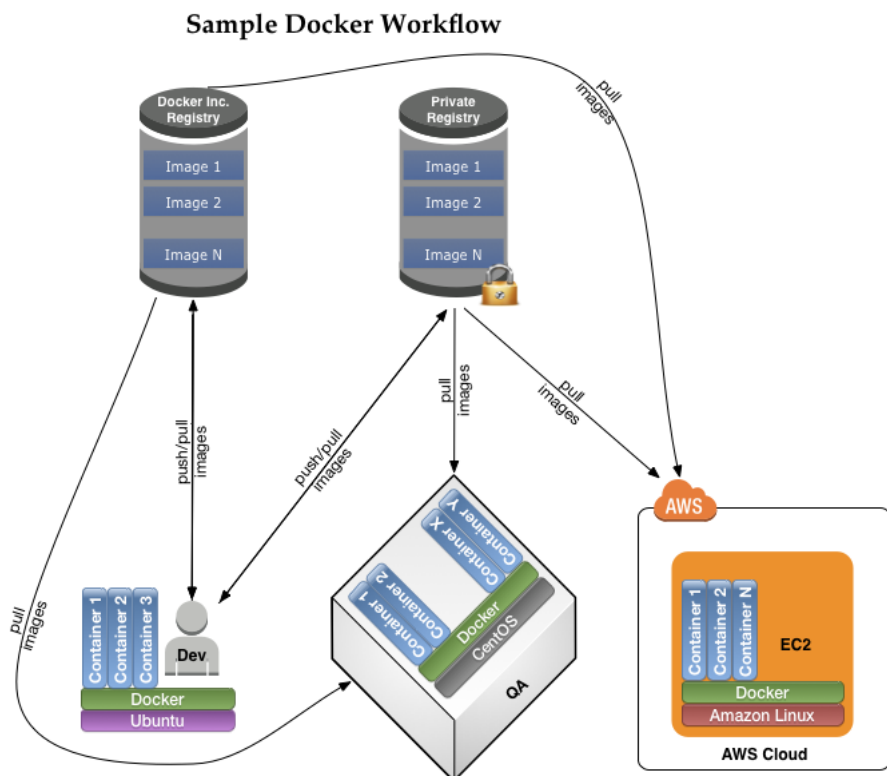 Sample Docker Workflow
Docker Inc.
Registry
Image 1
Image 2
Image N
Private
Registry
Image 1
Image 2
Image N
pull
images
push/pull
images
push/pull
images
pull
images
pull
images
pull
images
Container 1
Container 2
Container 3
Dev
Docker
Ubuntu
Container 1
Container 2
Container X
Container Y
Docker
CentOS
QA
AWS
Container 1
Container 2
Container N
EC2
Docker
Amazon Linux
AWS Cloud